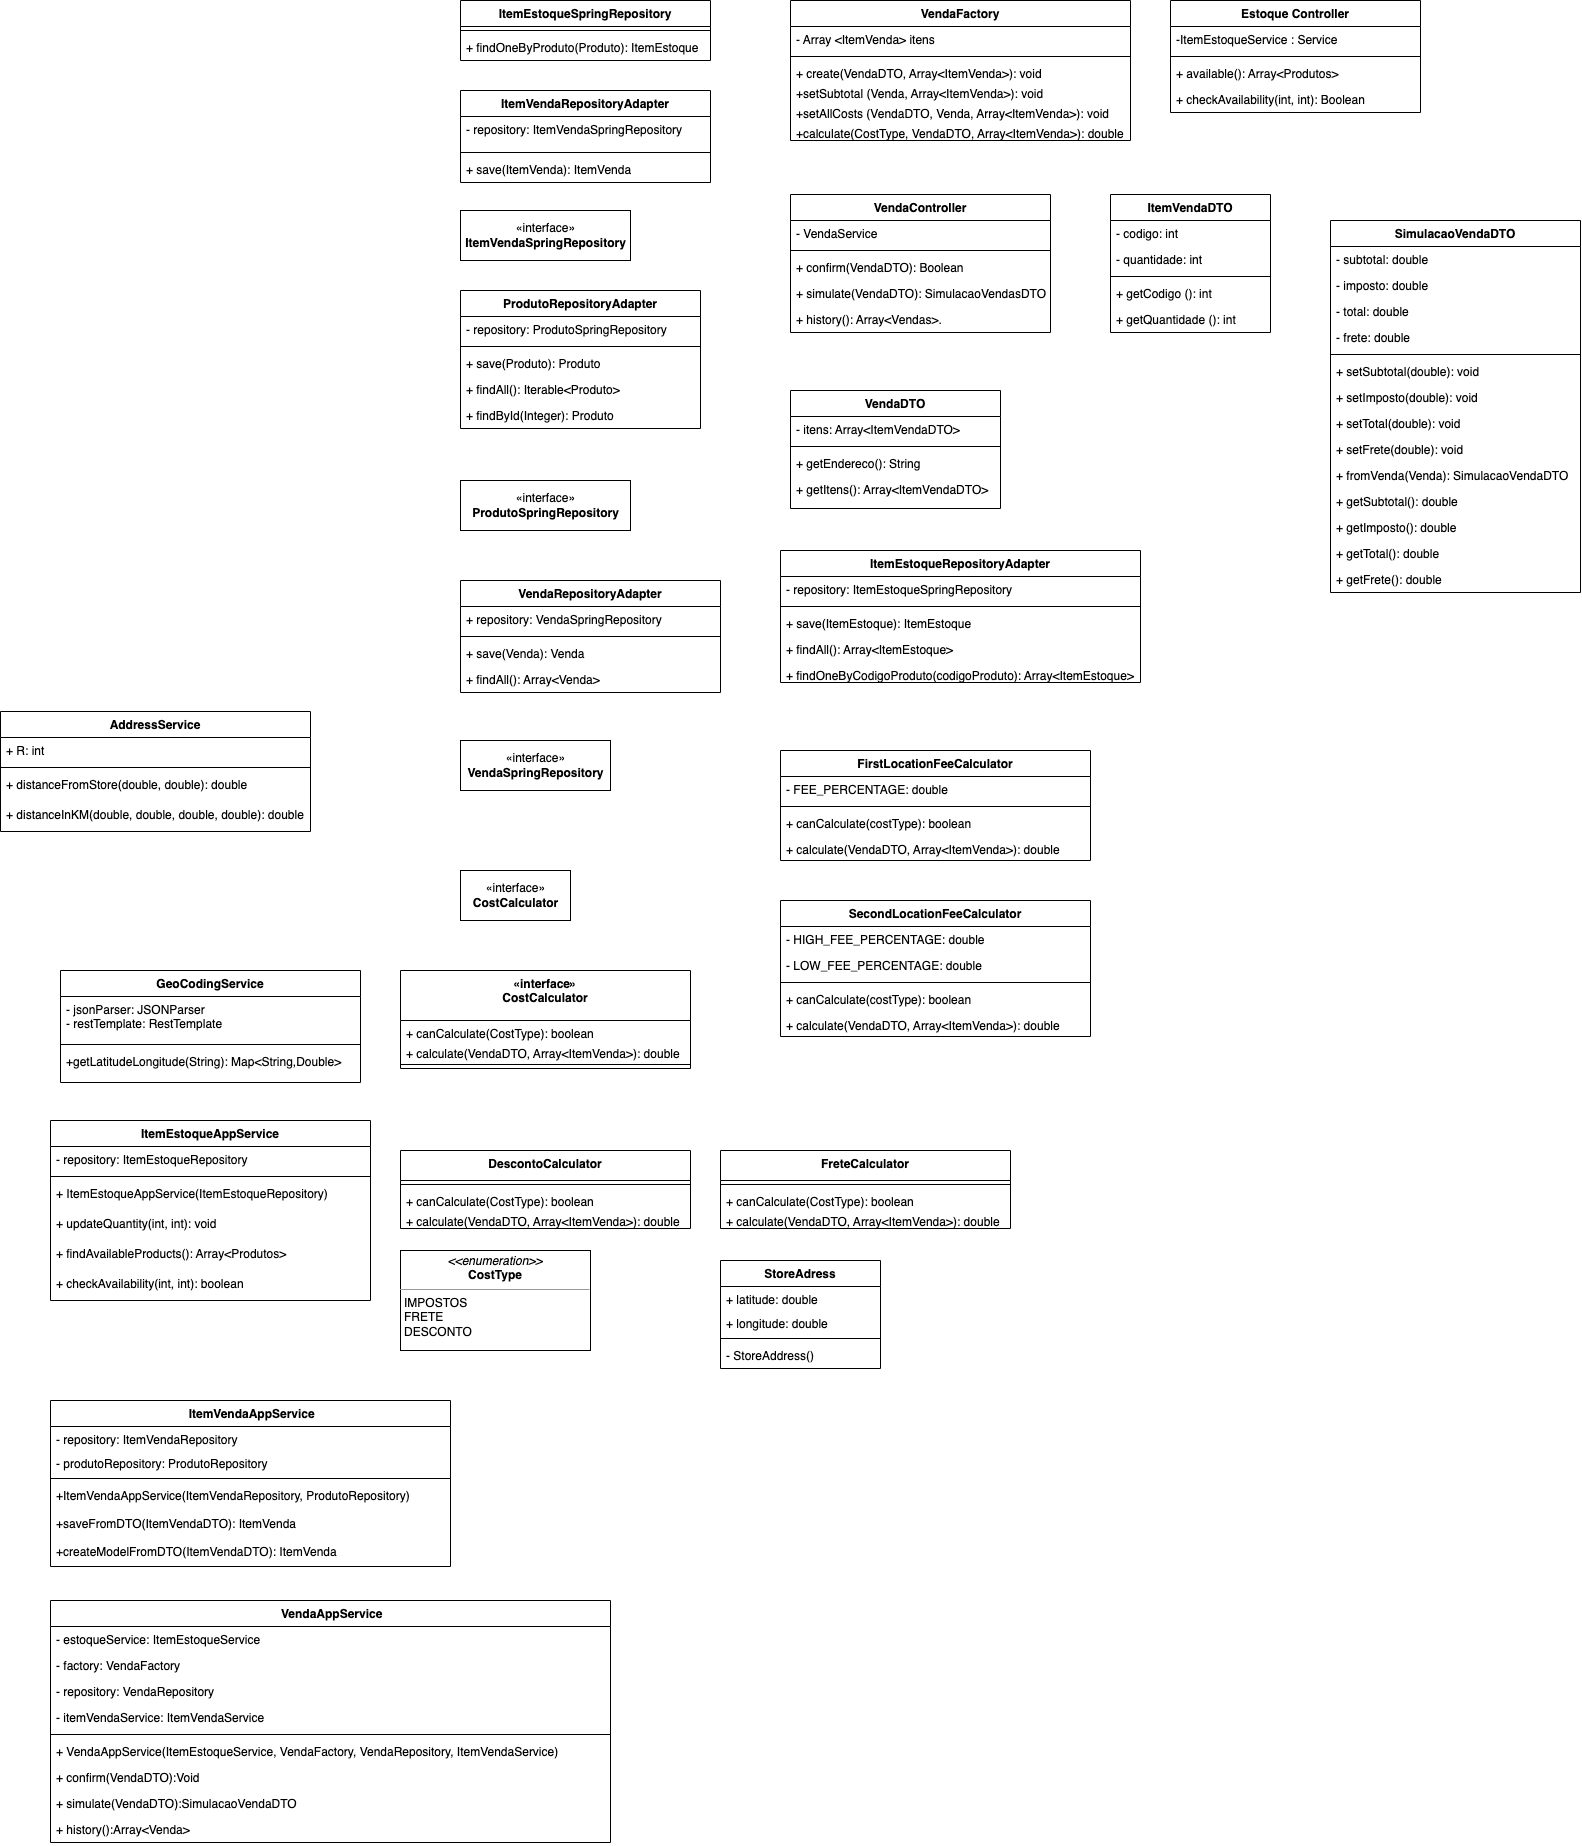 ItemEstoqueSpringRepository
+ findOneByProduto(Produto): ItemEstoque
VendaFactory
- Array <ItemVenda> itens
+ create(VendaDTO, Array<ItemVenda>): void
+setSubtotal (Venda, Array<ItemVenda>): void
+setAllCosts (VendaDTO, Venda, Array<ItemVenda>): void
+calculate(CostType, VendaDTO, Array<ItemVenda>): double
Estoque Controller
-ItemEstoqueService : Service
+ available(): Array<Produtos>
+ checkAvailability(int, int): Boolean
ItemVendaRepositoryAdapter
- repository: ItemVendaSpringRepository
+ save(ItemVenda): ItemVenda
«interface»
ItemVendaSpringRepository
VendaController
- VendaService
+ confirm(VendaDTO): Boolean
+ simulate(VendaDTO): SimulacaoVendasDTO
+ history(): Array<Vendas>.
ItemVendaDTO
- codigo: int
- quantidade: int
+ getCodigo (): int
+ getQuantidade (): int
SimulacaoVendaDTO
- subtotal: double
- imposto: double
- total: double
- frete: double
+ setSubtotal(double): void
+ setImposto(double): void
+ setTotal(double): void
+ setFrete(double): void
+ fromVenda(Venda): SimulacaoVendaDTO
+ getSubtotal(): double
+ getImposto(): double
+ getTotal(): double
+ getFrete(): double
ProdutoRepositoryAdapter
- repository: ProdutoSpringRepository
+ save(Produto): Produto
+ findAll(): Iterable<Produto>
+ findById(Integer): Produto
VendaDTO
- itens: Array<ItemVendaDTO>
+ getEndereco(): String
+ getItens(): Array<ItemVendaDTO>
«interface»
ProdutoSpringRepository
ItemEstoqueRepositoryAdapter
- repository: ItemEstoqueSpringRepository
+ save(ItemEstoque): ItemEstoque
+ findAll(): Array<ItemEstoque>
+ findOneByCodigoProduto(codigoProduto): Array<ItemEstoque>
VendaRepositoryAdapter
+ repository: VendaSpringRepository
+ save(Venda): Venda
+ findAll(): Array<Venda>
AddressService
+ R: int
+ distanceFromStore(double, double): double
+ distanceInKM(double, double, double, double): double
«interface»
VendaSpringRepository
FirstLocationFeeCalculator
- FEE_PERCENTAGE: double
+ canCalculate(costType): boolean
+ calculate(VendaDTO, Array<ItemVenda>): double
«interface»
CostCalculator
SecondLocationFeeCalculator
- HIGH_FEE_PERCENTAGE: double
- LOW_FEE_PERCENTAGE: double
+ canCalculate(costType): boolean
+ calculate(VendaDTO, Array<ItemVenda>): double
GeoCodingService
- jsonParser: JSONParser
- restTemplate: RestTemplate
+getLatitudeLongitude(String): Map<String,Double>
«interface»
CostCalculator
+ canCalculate(CostType): boolean
+ calculate(VendaDTO, Array<ItemVenda>): double
ItemEstoqueAppService
- repository: ItemEstoqueRepository
+ ItemEstoqueAppService(ItemEstoqueRepository)
+ updateQuantity(int, int): void
+ findAvailableProducts(): Array<Produtos>
+ checkAvailability(int, int): boolean
DescontoCalculator
+ canCalculate(CostType): boolean
+ calculate(VendaDTO, Array<ItemVenda>): double
FreteCalculator
+ canCalculate(CostType): boolean
+ calculate(VendaDTO, Array<ItemVenda>): double
<<enumeration>>
CostType
IMPOSTOS
FRETE
DESCONTO
StoreAdress
+ latitude: double
+ longitude: double
- StoreAddress()
ItemVendaAppService
- repository: ItemVendaRepository
- produtoRepository: ProdutoRepository
+ItemVendaAppService(ItemVendaRepository, ProdutoRepository)
+saveFromDTO(ItemVendaDTO): ItemVenda
+createModelFromDTO(ItemVendaDTO): ItemVenda
VendaAppService
- estoqueService: ItemEstoqueService
- factory: VendaFactory
- repository: VendaRepository
- itemVendaService: ItemVendaService
+ VendaAppService(ItemEstoqueService, VendaFactory, VendaRepository, ItemVendaService)
+ confirm(VendaDTO):Void
+ simulate(VendaDTO):SimulacaoVendaDTO
+ history():Array<Venda>